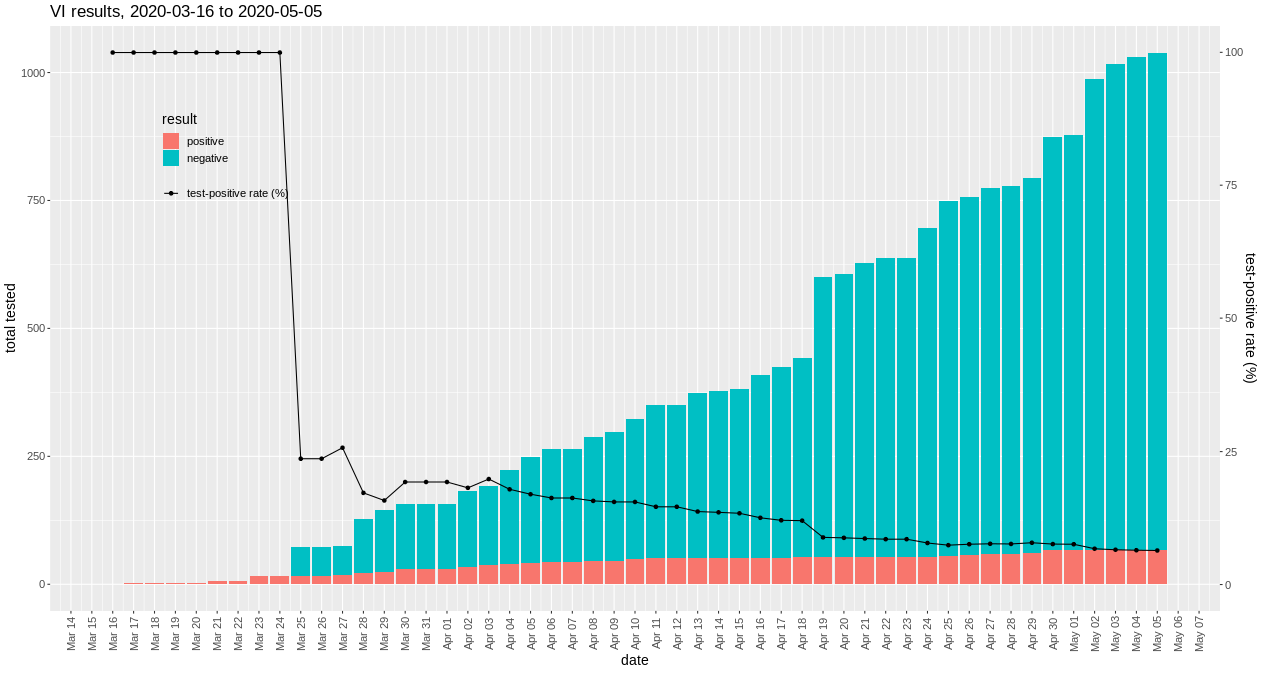 VI results, 2020-03-16 to 2020-05-05
total tested
1000
750
500
250
0
result
positive
negative
test-positive rate (%)
100
75
50
25
0
test-positive rate (%)
Mar 14
Mar 15
Mar 16
Mar 17
Mar 18
Mar 19
Mar 20
Mar 21
Mar 22
Mar 23
Mar 24
Mar 25
Mar 26
Mar 27
Mar 28
Mar 29
Mar 30
Mar 31
Apr 01
Apr 02
Apr 03
Apr 04
Apr 05
Apr 06
Apr 07
Apr 08
Apr 09
Apr 10
Apr 11
Apr 12
Apr 13
Apr 14
Apr 15
Apr 16
Apr 17
Apr 18
Apr 19
Apr 20
Apr 21
Apr 22
Apr 23
Apr 24
Apr 25
Apr 26
Apr 27
Apr 28
Apr 29
Apr 30
May 01
May 02
May 03
May 04
May 05
May 06
May 07
date